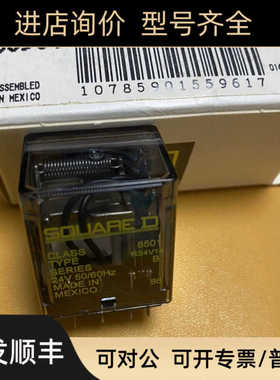 进店询价 | 型号齐全
ASSEMBLED
IN MEXICO
10785901559617
SQUARE D
CLASS 8501
TYPE
SERIES
24V 50/60Hz
MADE IN
MEXICO
发顺丰
可对公 可开专票/普